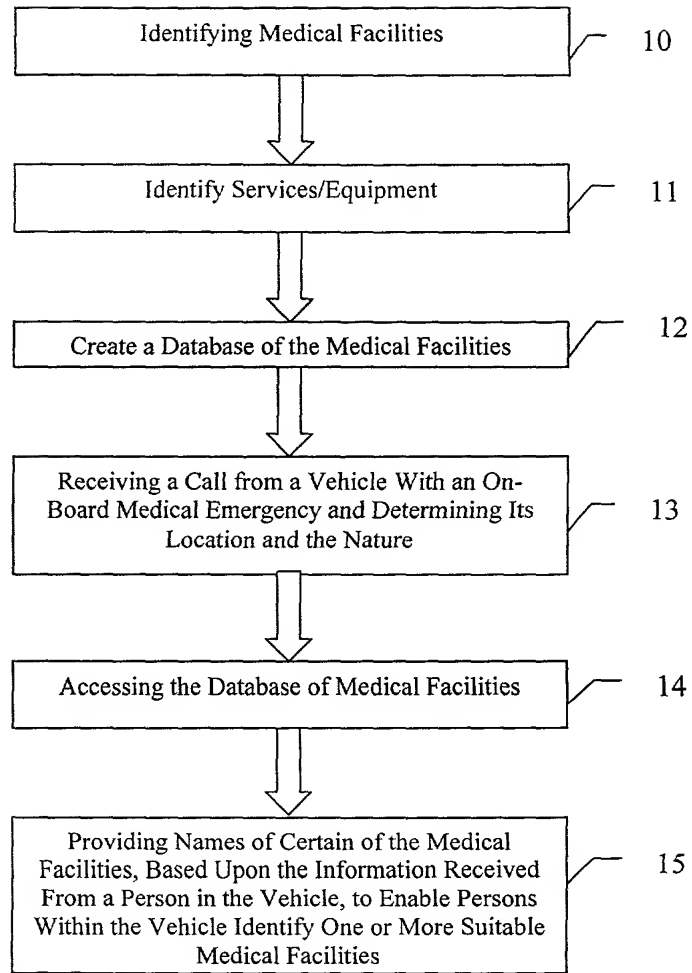 Identifying Medical Facilities
10
Identify Services/Equipment
11
Create a Database of the Medical Facilities
12
Receiving a Call from a Vehicle With an On-
Board Medical Emergency and Determining Its
Location and the Nature
13
Accessing the Database of Medical Facilities
14
Providing Names of Certain of the Medical
Facilities, Based Upon the Information Received
From a Person in the Vehicle, to Enable Persons
Within the Vehicle Identify One or More Suitable
Medical Facilities
15